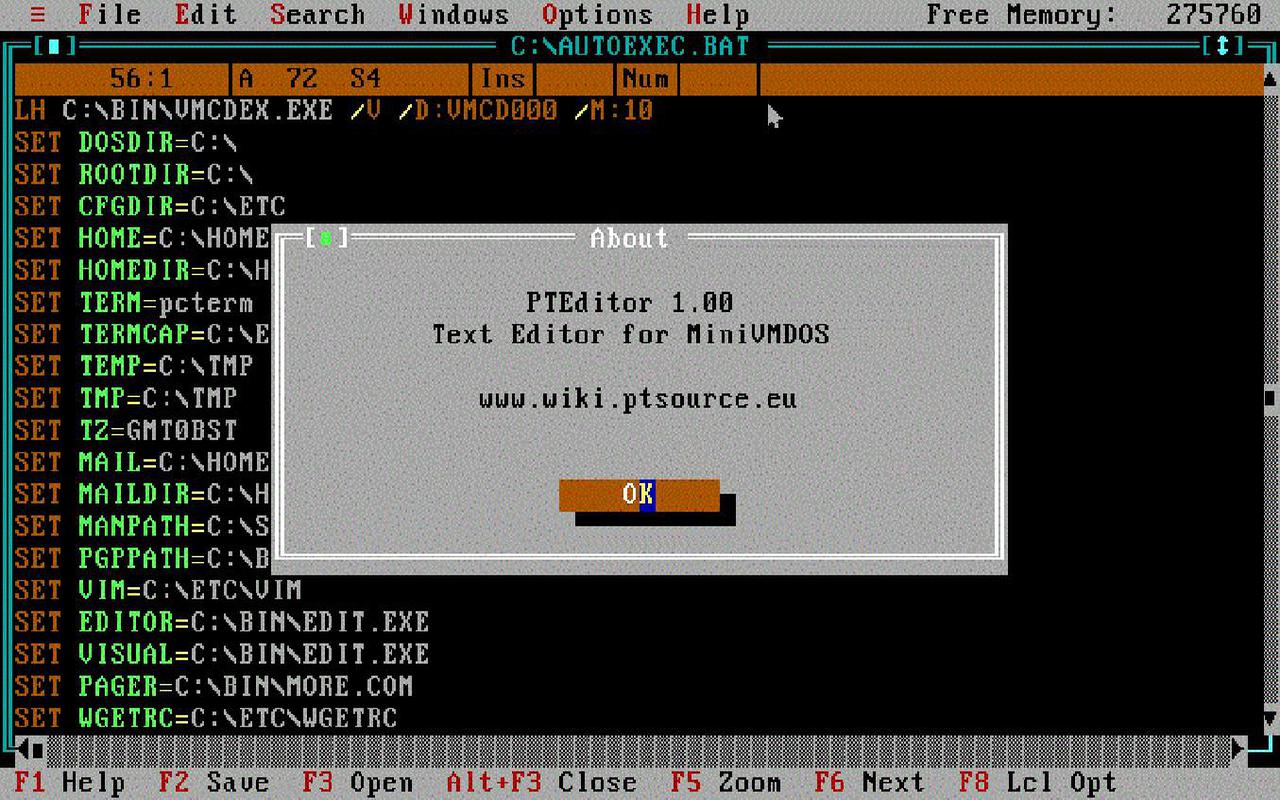 ≡ File Edit Search Windows Options Help Free Memory: 275760
[■] C:\AUTOEXEC.BAT [↕]
56:1 A 72 84 Ins Num
LH C:\BIN\VMCDEX.EXE /V /D:VMCD000 /M:10
SET DOSDIR=C:\
SET ROOTDIR=C:\
SET CFGDIR=C:\ETC
SET HOME=C:\HOME
SET HOMEDIR=C:\H
SET TERM=pcterm
SET TERMCAP=C:\E
SET TEMP=C:\TMP
SET TMP=C:\TMP
SET TZ=GMT0BST
SET MAIL=C:\HOME
SET MAILDIR=C:\H
SET MANPATH=C:\S
SET PGPPATH=C:\B
SET VIM=C:\ETC\VIM
SET EDITOR=C:\BIN\EDIT.EXE
SET VISUAL=C:\BIN\EDIT.EXE
SET PAGER=C:\BIN\MORE.COM
SET WGETRC=C:\ETC\WGETRC
[■] About
PTEditor 1.00
Text Editor for MiniVMDOS
www.wiki.ptsource.eu
OK
F1 Help F2 Save F3 Open Alt+F3 Close F5 Zoom F6 Next F8 Lcl Opt